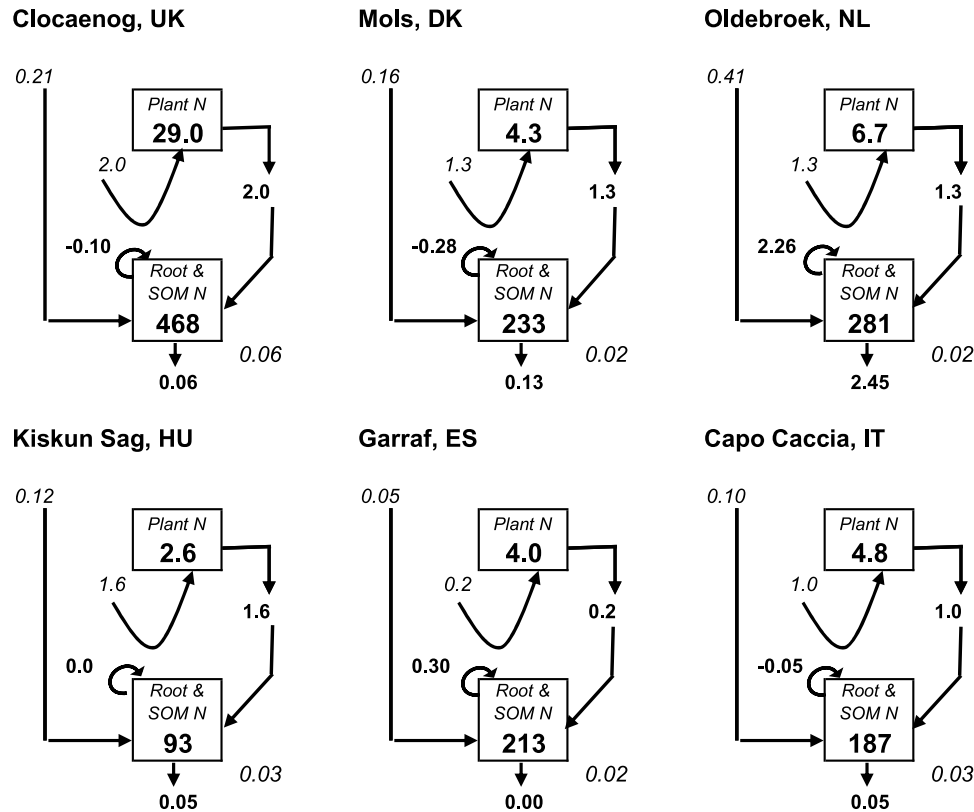 Clocaenog, UK
0.21
Plant N
29.0
2.0
2.0
-0.10
Root &
SOM N
468
0.06
0.06
Mols, DK
0.16
Plant N
4.3
1.3
1.3
-0.28
Root &
SOM N
233
0.02
0.13
Oldebroek, NL
0.41
Plant N
6.7
1.3
1.3
2.26
Root &
SOM N
281
0.02
2.45
Kiskun Sag, HU
0.12
Plant N
2.6
1.6
1.6
0.0
Root &
SOM N
93
0.03
0.05
Garraf, ES
0.05
Plant N
4.0
0.2
0.2
0.30
Root &
SOM N
213
0.02
0.00
Capo Caccia, IT
0.10
Plant N
4.8
1.0
1.0
-0.05
Root &
SOM N
187
0.03
0.05